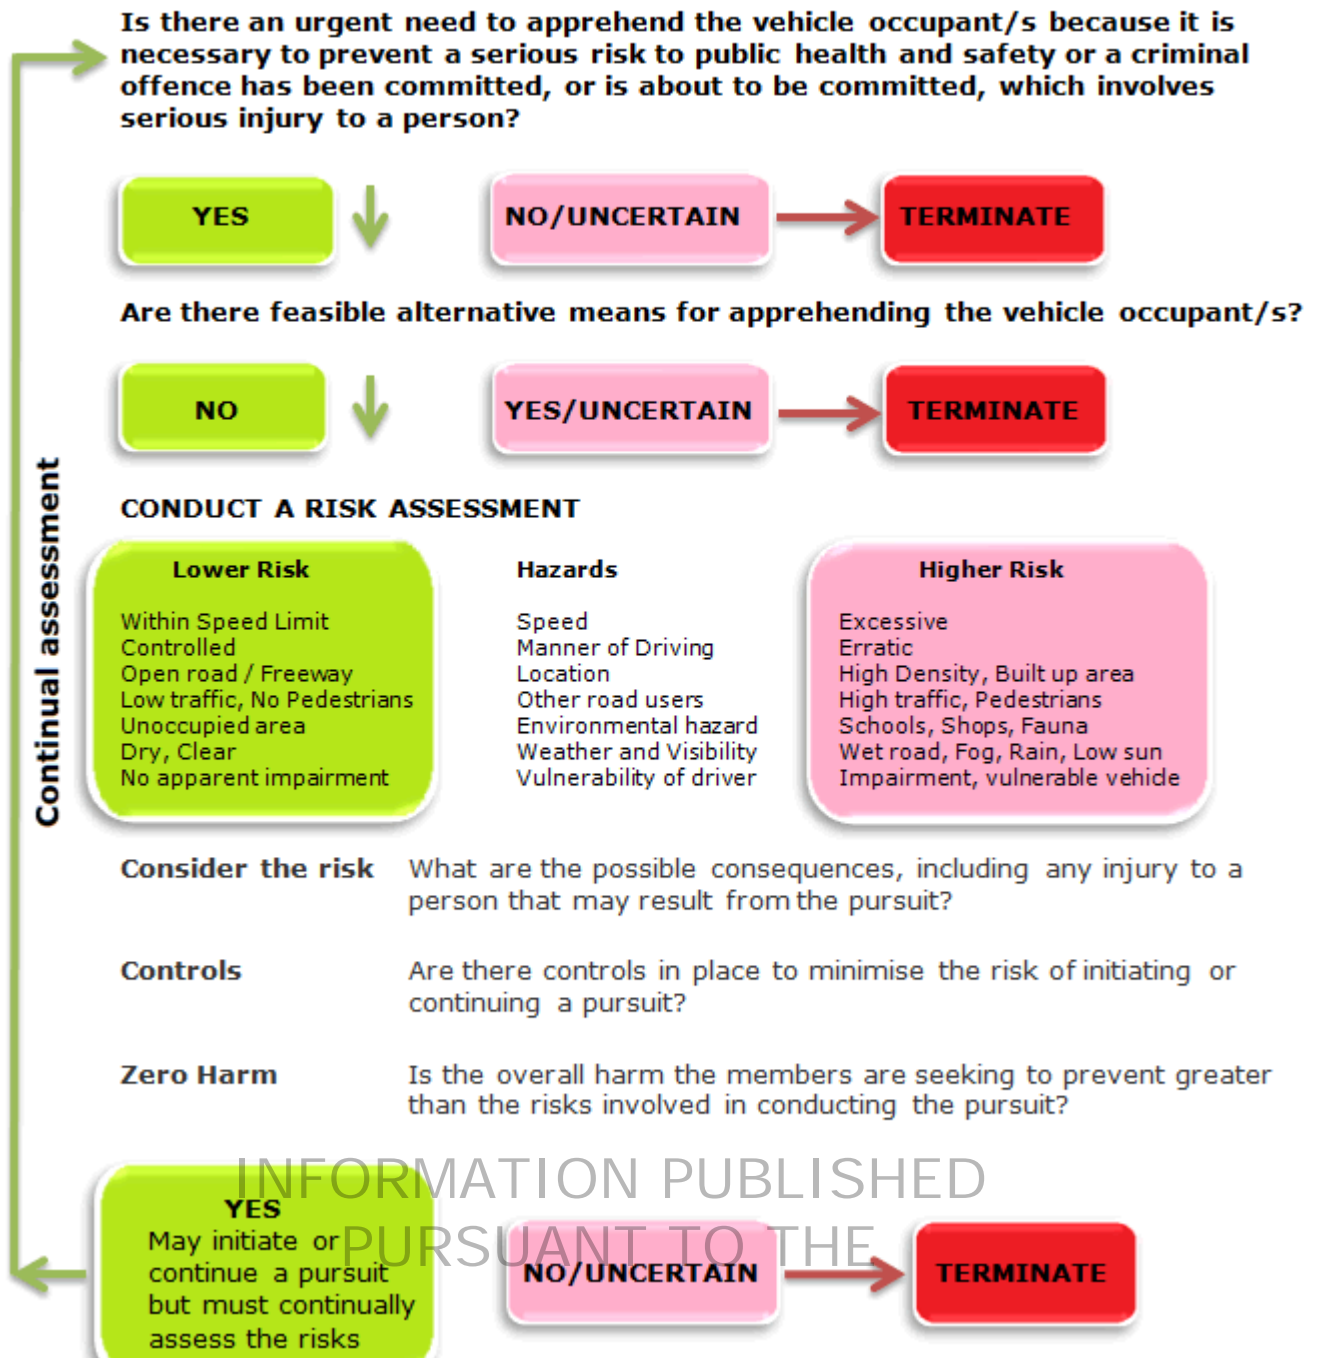 Is there an urgent need to apprehend the vehicle occupant/s because it is
necessary to prevent a serious risk to public health and safety or a criminal
offence has been committed, or is about to be committed, which involves
serious injury to a person?
YES
NO/UNCERTAIN
TERMINATE
Are there feasible alternative means for apprehending the vehicle occupant/s?
NO
YES/UNCERTAIN
TERMINATE
Continual assessment
CONDUCT A RISK ASSESSMENT
Lower Risk
Within Speed Limit
Controlled
Open road / Freeway
Low traffic, No Pedestrians
Unoccupied area
Dry, Clear
No apparent impairment
Hazards
Speed
Manner of Driving
Location
Other road users
Environmental hazard
Weather and Visibility
Vulnerability of driver
Higher Risk
Excessive
Erratic
High Density, Built up area
High traffic, Pedestrians
Schools, Shops, Fauna
Wet road, Fog, Rain, Low sun
Impairment, vulnerable vehicle
Consider the risk
What are the possible consequences, including any injury to a
person that may result from the pursuit?
Controls
Are there controls in place to minimise the risk of initiating or
continuing a pursuit?
Zero Harm
Is the overall harm the members are seeking to prevent greater
than the risks involved in conducting the pursuit?
INFORMATION PUBLISHED
PURSUANT TO THE
YES
May initiate or
continue a pursuit
but must continually
assess the risks
NO/UNCERTAIN
TERMINATE